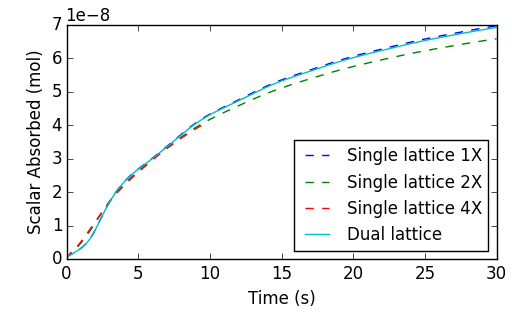 1e−8
7
6
5
4
3
2
1
0
Scalar Absorbed (mol)
Single lattice 1X
Single lattice 2X
Single lattice 4X
Dual lattice
0 5 10 15 20 25 30
Time (s)